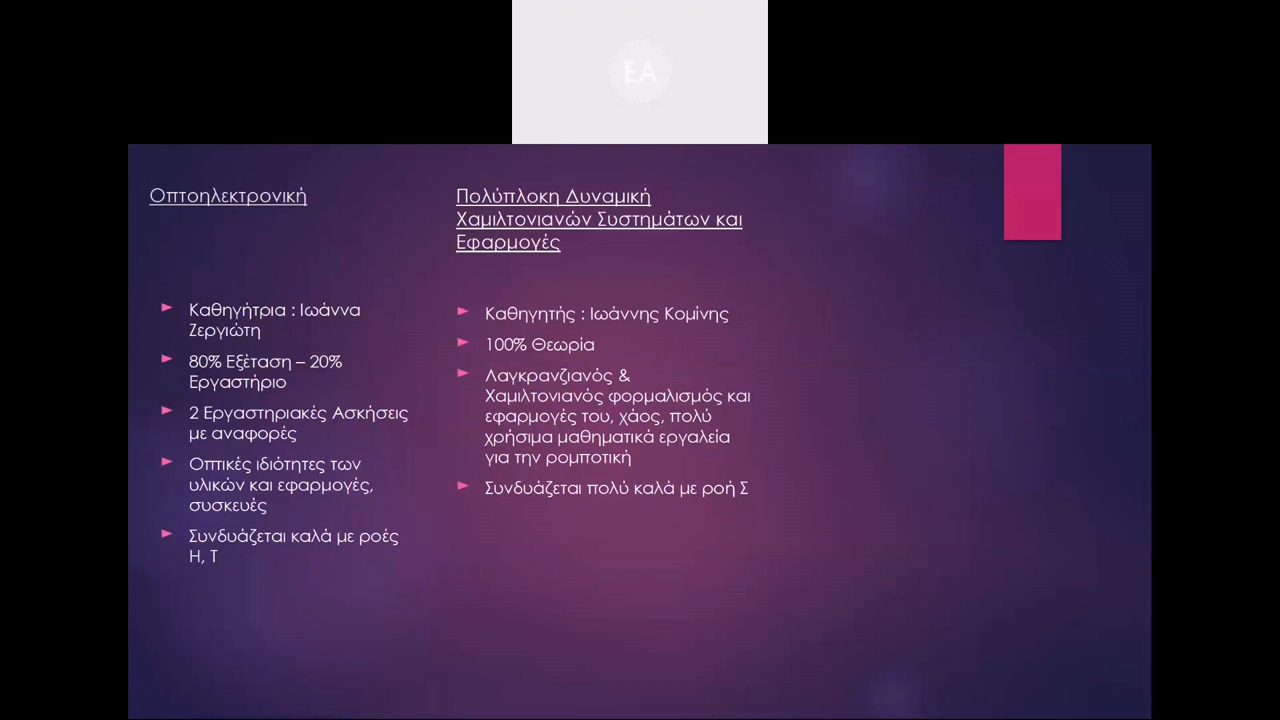 EA
Οπτοηλεκτρονική
Καθηγήτρια : Ιωάννα
Ζεργιώτη
80% Εξέταση – 20%
Εργαστήριο
2 Εργαστηριακές Ασκήσεις
με αναφορές
Οπτικές ιδιότητες των
υλικών και εφαρμογές,
συσκευές
Συνδυάζεται καλά με ροές
Η, Τ
Πολύπλοκη Δυναμική
Χαμιλτονιανών Συστημάτων και
Εφαρμογές
Καθηγητής : Ιωάννης Κομίνης
100% Θεωρία
Λαγκρανζιανός &
Χαμιλτονιανός φορμαλισμός και
εφαρμογές του, χάος, πολύ
χρήσιμα μαθηματικά εργαλεία
για την ρομποτική
Συνδυάζεται πολύ καλά με ροή Σ